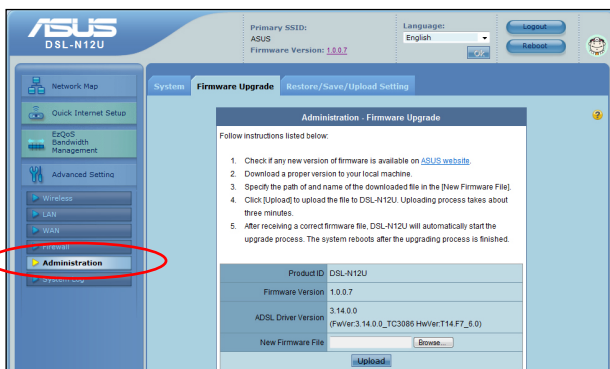 ASUS
DSL-N12U
Primary SSID:
ASUS
Firmware Version: 1.0.0.7
Language:
English
Logout
Reboot
Network Map
Quick Internet Setup
EzQoS
Bandwidth
Management
Advanced Setting
Wireless
LAN
WAN
Firewall
Administration
System Log
System
Firmware Upgrade
Restore/Save/Upload Setting
Administration - Firmware Upgrade
Follow instructions listed below:
1. Check if any new version of firmware is available on ASUS website.
2. Download a proper version to your local machine.
3. Specify the path of and name of the downloaded file in the [New Firmware File].
4. Click [Upload] to upload the file to DSL-N12U. Uploading process takes about
three minutes.
5. After receiving a correct firmware file, DSL-N12U will automatically start the
upgrade process. The system reboots after the upgrading process is finished.
Product ID DSL-N12U
Firmware Version 1.0.0.7
ADSL Driver Version 3.14.0.0
(FwVer:3.14.0.0_TC3086 HwVer:T14.F7_6.0)
New Firmware File Browse...
Upload